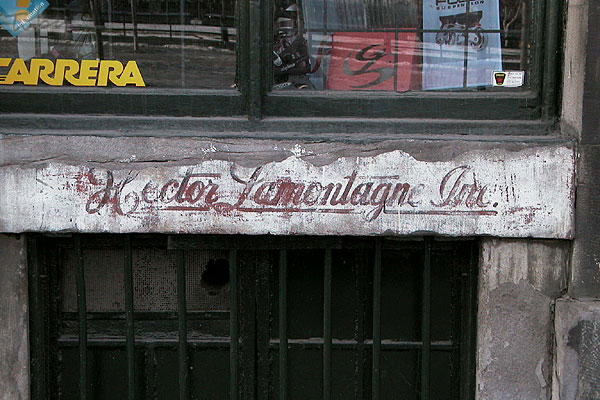 CARRERA
Hector Lamontagne Inc.